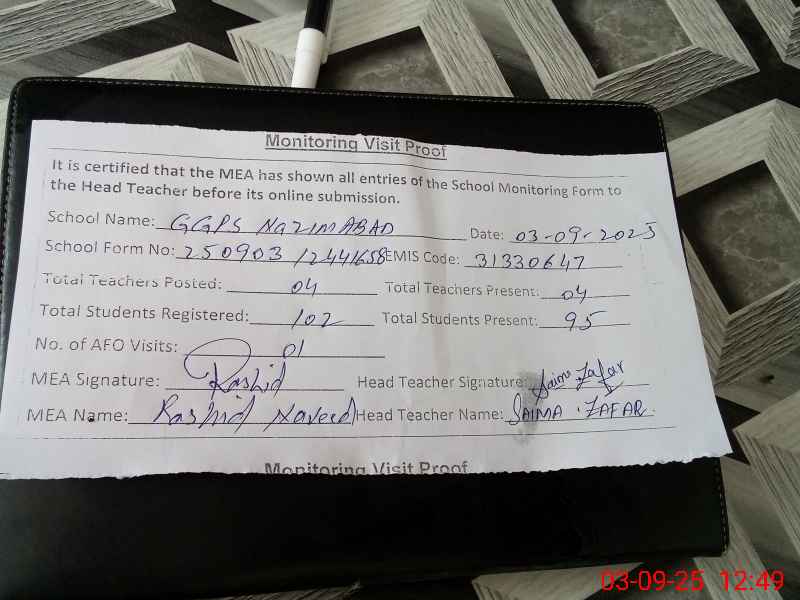 Monitoring Visit Proof
It is certified that the MEA has shown all entries of the School Monitoring Form to
the Head Teacher before its online submission.
School Name: GGPS NAZIMABAD Date: 03-09-2025
School Form No: 250903 12441658 EMIS Code: 31330647
Total Teachers Posted: 04 Total Teachers Present: 04
Total Students Registered: 102 Total Students Present: 95
No. of AFO Visits: 01
MEA Signature: Rashid Head Teacher Signature: Saima Zafar
MEA Name: Rashid Naveed Head Teacher Name: SAIMA . ZAFAR.
Monitoring Visit Proof
03-09-25 12:49